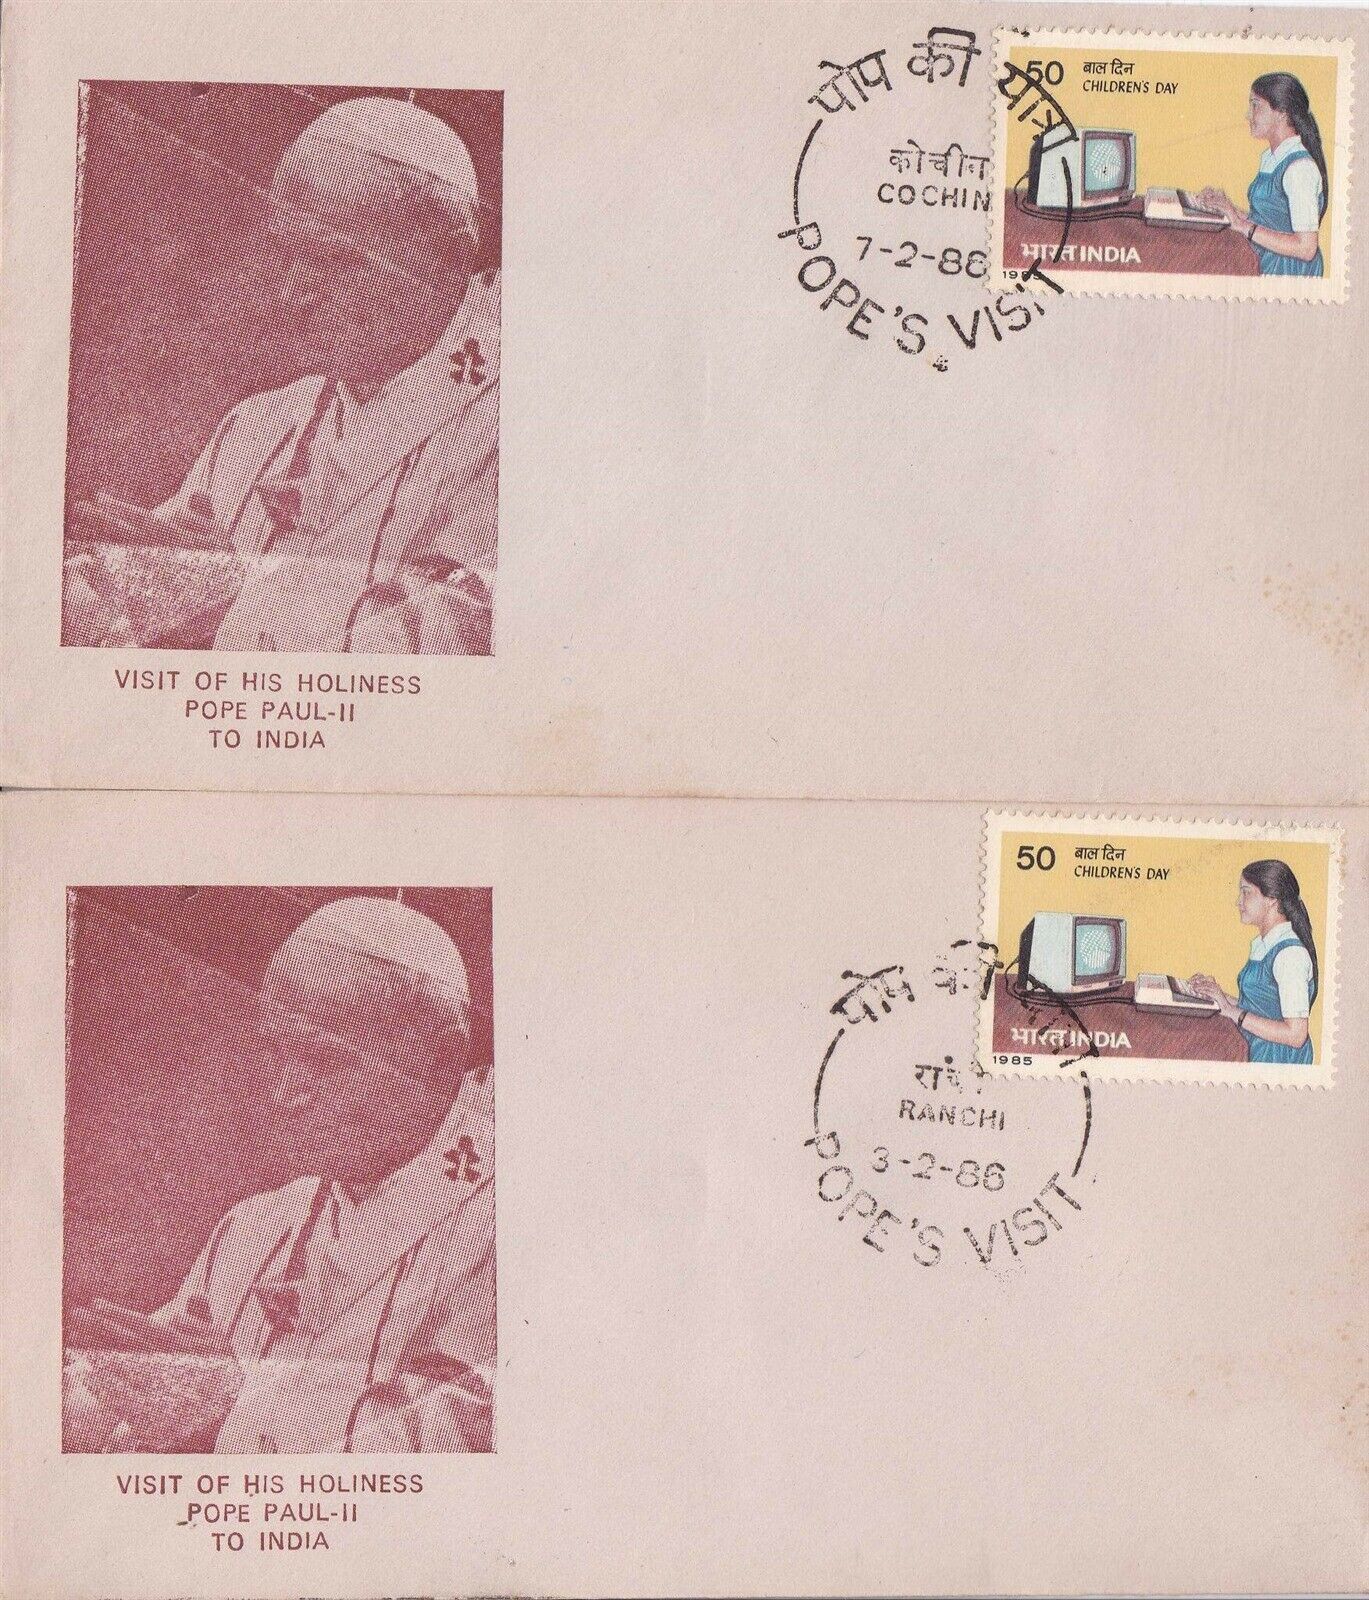 पोप की यात्रा
कोचीन
COCHIN
7-2-86
POPE'S VISIT
50 बाल दिन
CHILDREN'S DAY
भारत INDIA
1985
VISIT OF HIS HOLINESS
POPE PAUL-II
TO INDIA
50 बाल दिन
CHILDREN'S DAY
भारत INDIA
1985
पोप की
RANCHI
3-2-86
POPE'S VISIT
VISIT OF HIS HOLINESS
POPE PAUL-II
TO INDIA